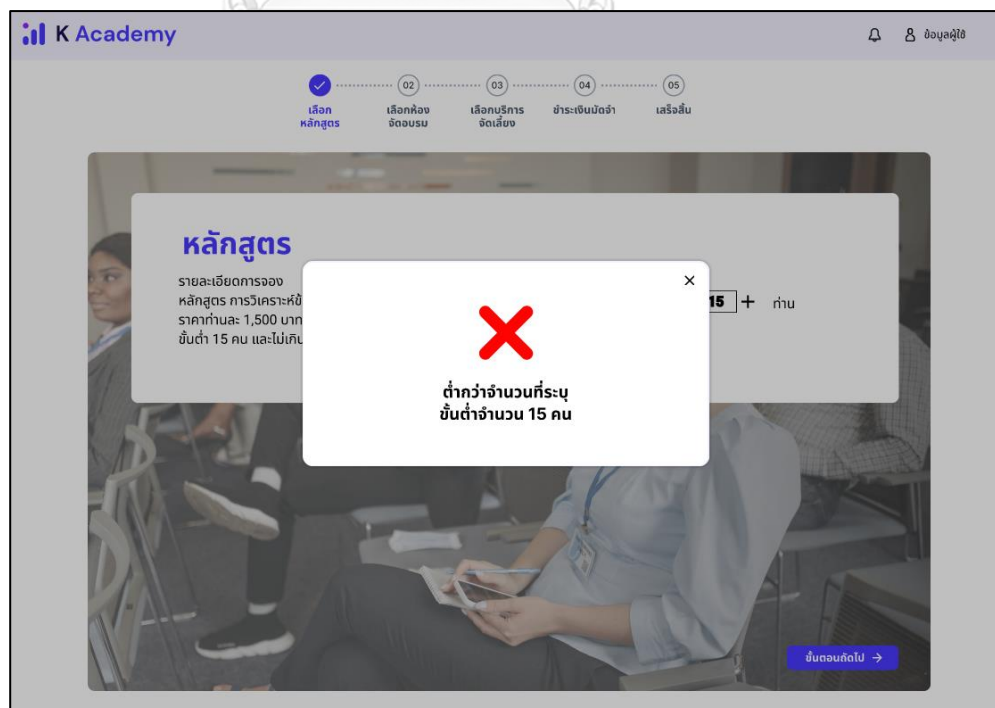 K Academy
ข้อมูลผู้ใช้
02
03
04
05
เลือก
หลักสูตร
เลือกห้อง
จัดอบรม
เลือกบริการ
จัดเลี้ยง
ชำระเงินมัดจำ
เสร็จสิ้น
หลักสูตร
รายละเอียดการจอง
หลักสูตร การวิเคราะห์ข้
ราคาท่านละ 1,500 บาท
ขั้นต่ำ 15 คน และไม่เกิน
15 + ท่าน
ต่ำกว่าจำนวนที่ระบุ
ขั้นต่ำจำนวน 15 คน
ขั้นตอนถัดไป →